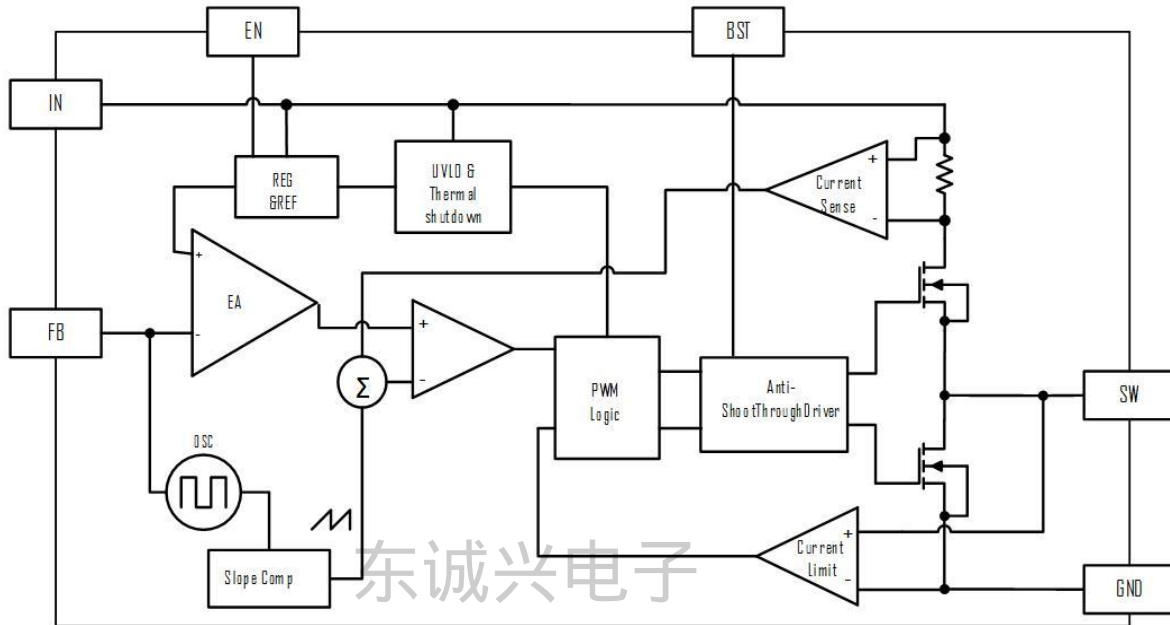 EN
BST
IN
REG
&REF
UVLO &
Thermal
shutdown
+
Current
Sense
-
+
EA
-
FB
+
-
Σ
PWM
Logic
Anti-
ShootThroughDriver
SW
OSC
Slope Comp
+
Current
Limit
-
GND
东诚兴电子